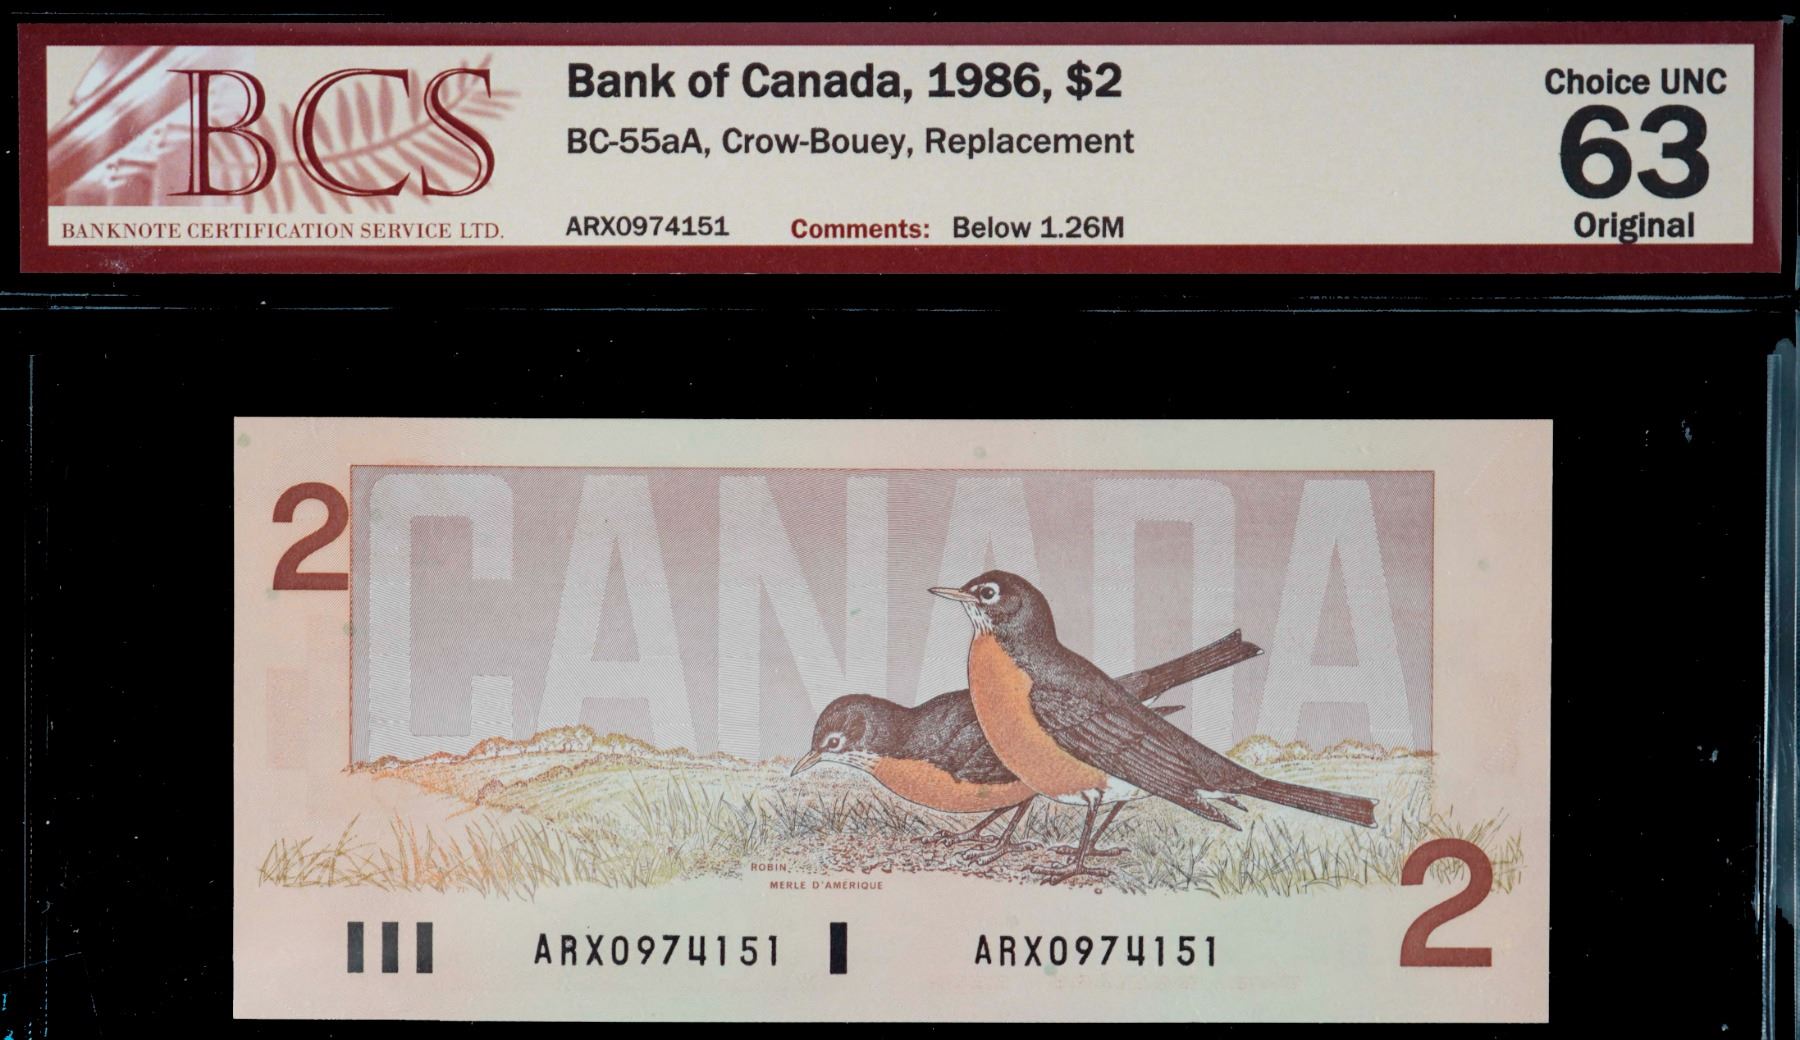 BCS
BANKNOTE CERTIFICATION SERVICE LTD.
Bank of Canada, 1986, $2
BC-55aA, Crow-Bouey, Replacement
ARX0974151 Comments: Below 1.26M
Choice UNC
63
Original
2
CANADA
ROBIN
MERLE D'AMÉRIQUE
ARX0974151 ARX0974151
2